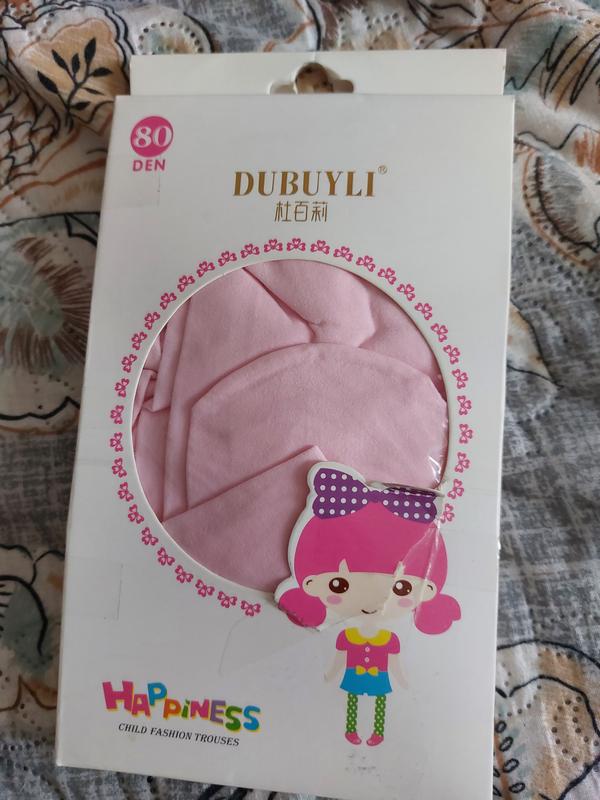 80
DEN
DUBUYLI®
杜百莉
HAPPiNESS
CHILD FASHION TROUSES